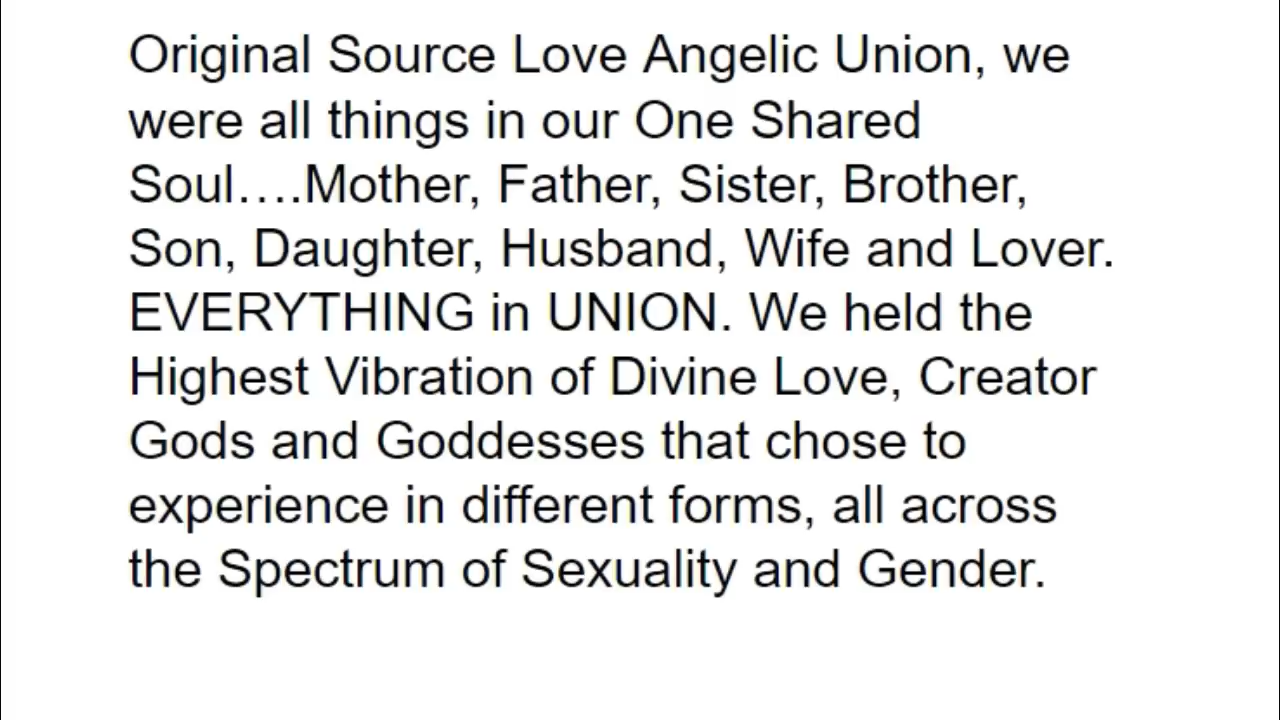 Original Source Love Angelic Union, we
were all things in our One Shared
Soul….Mother, Father, Sister, Brother,
Son, Daughter, Husband, Wife and Lover.
EVERYTHING in UNION. We held the
Highest Vibration of Divine Love, Creator
Gods and Goddesses that chose to
experience in different forms, all across
the Spectrum of Sexuality and Gender.